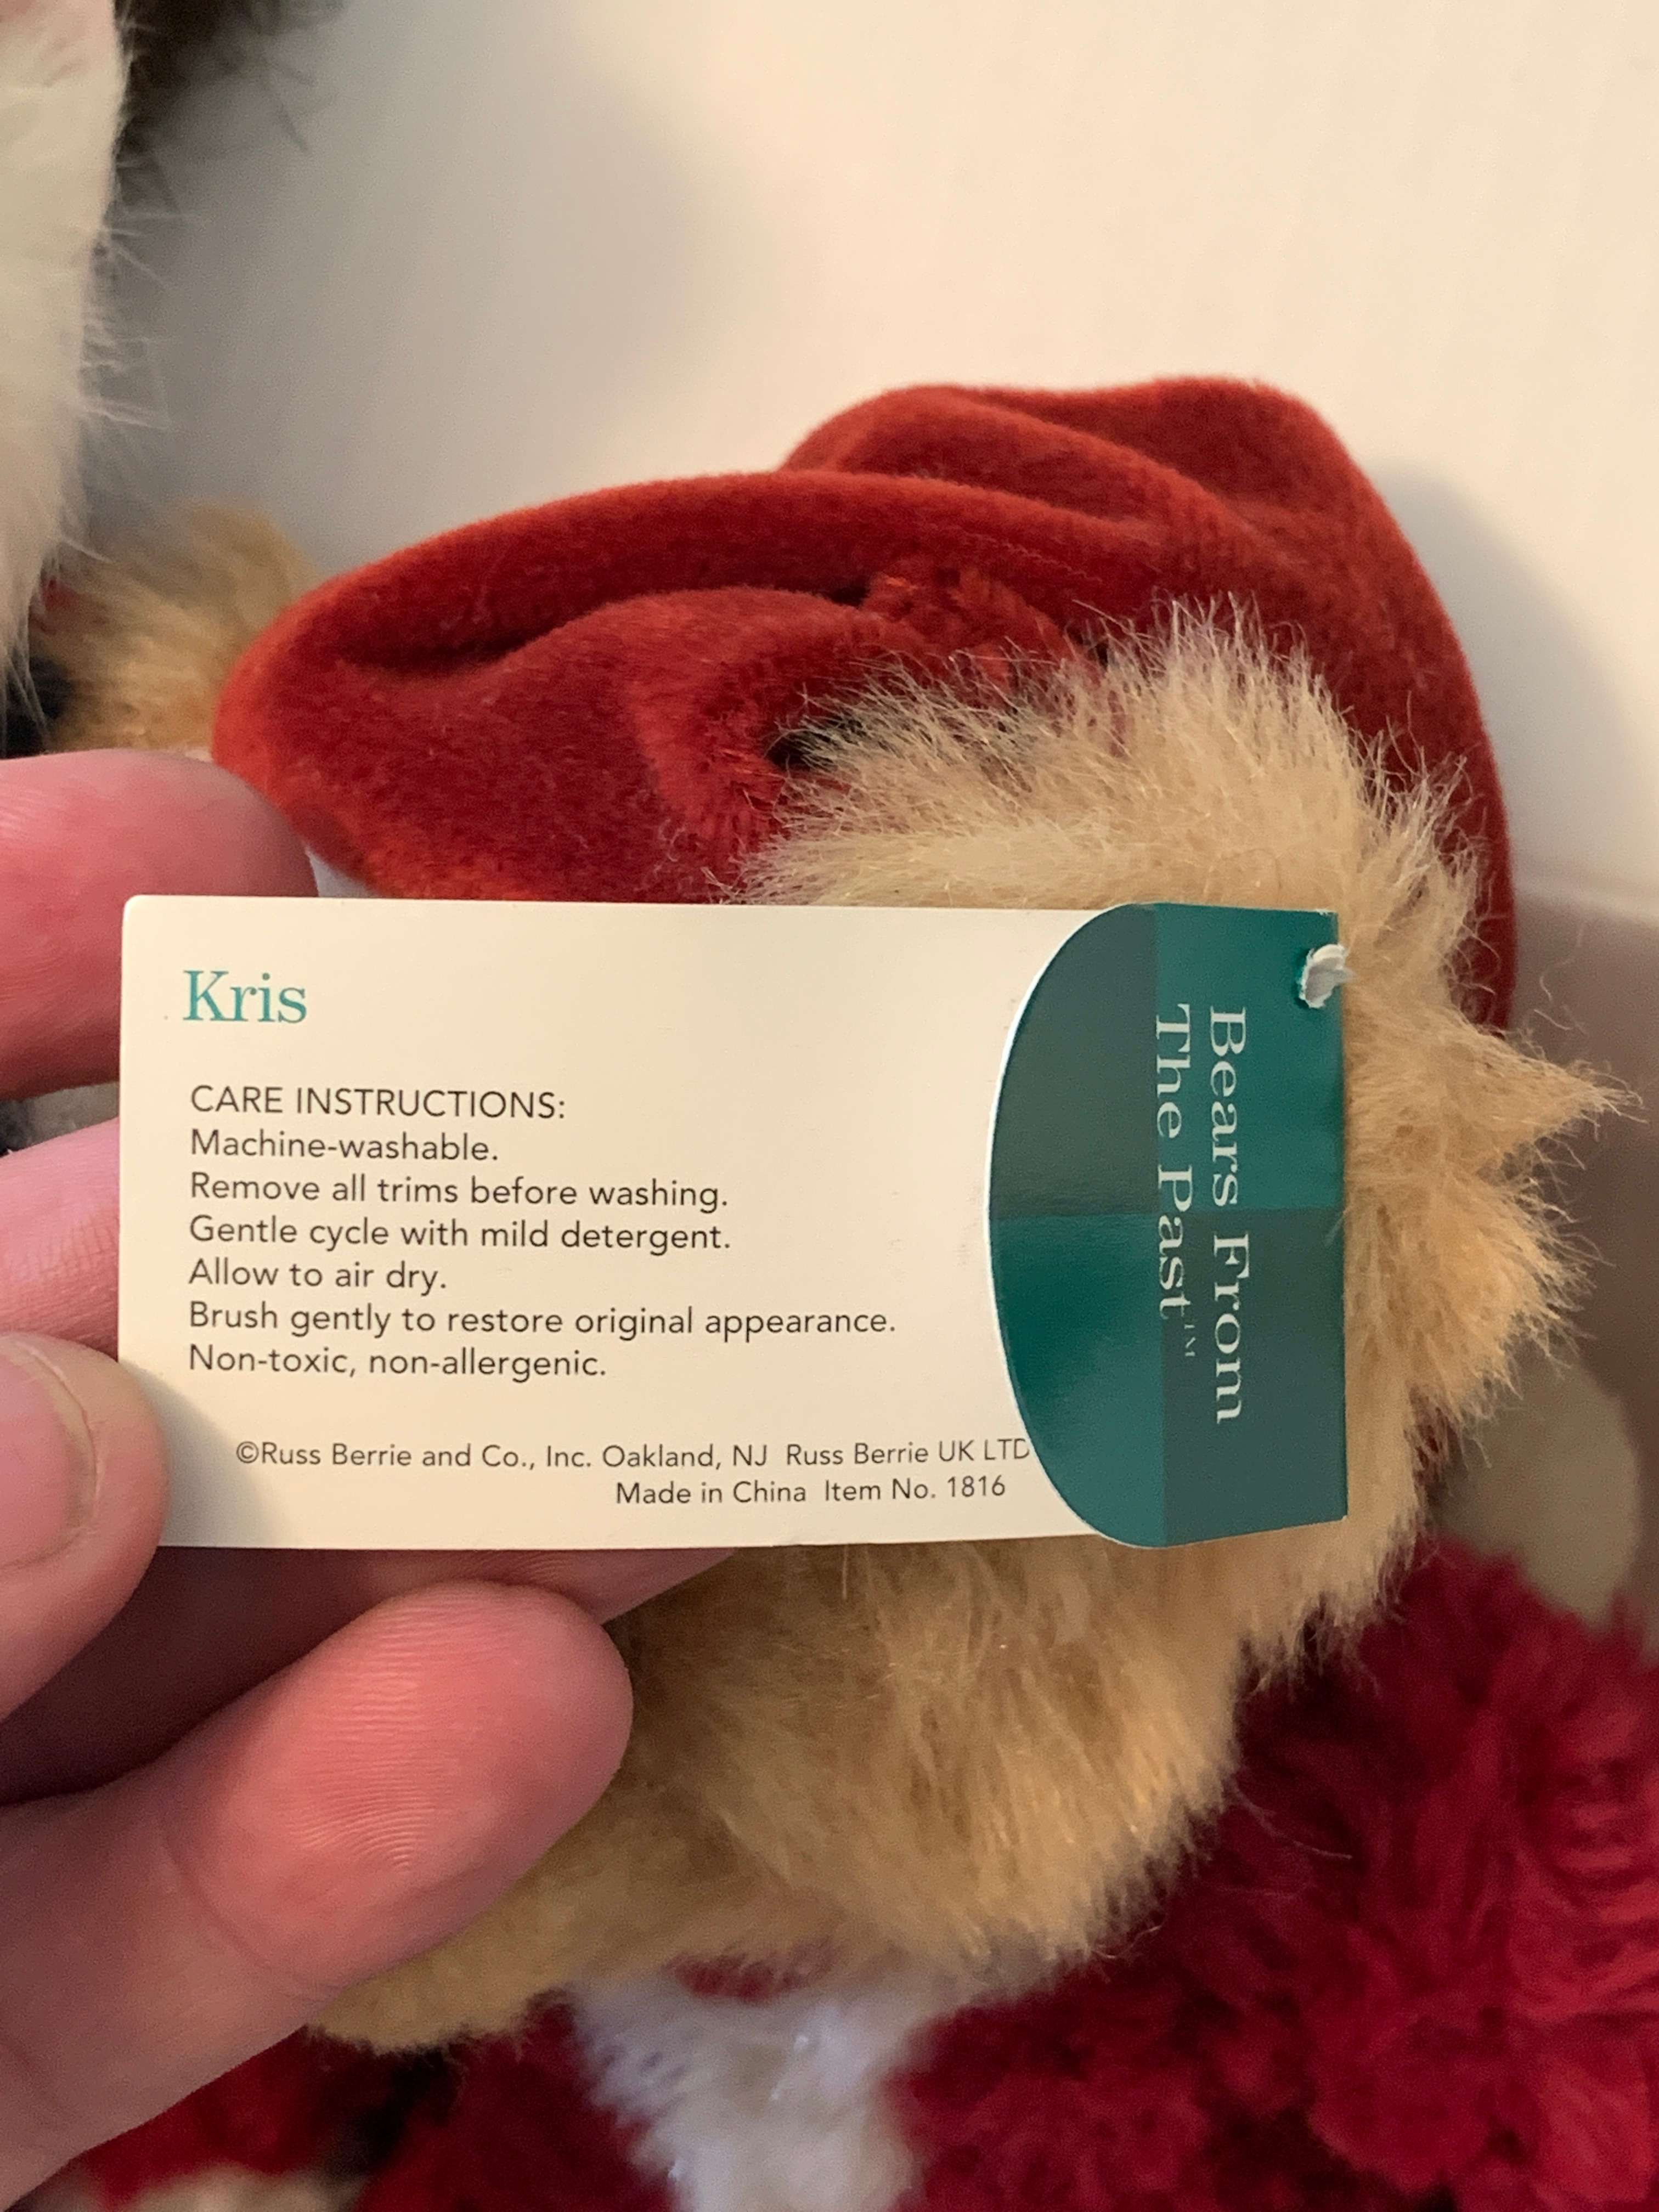 Kris
CARE INSTRUCTIONS:
Machine-washable.
Remove all trims before washing.
Gentle cycle with mild detergent.
Allow to air dry.
Brush gently to restore original appearance.
Non-toxic, non-allergenic.
©Russ Berrie and Co., Inc. Oakland, NJ Russ Berrie UK LTD
Made in China Item No. 1816
Bears From
The Past™